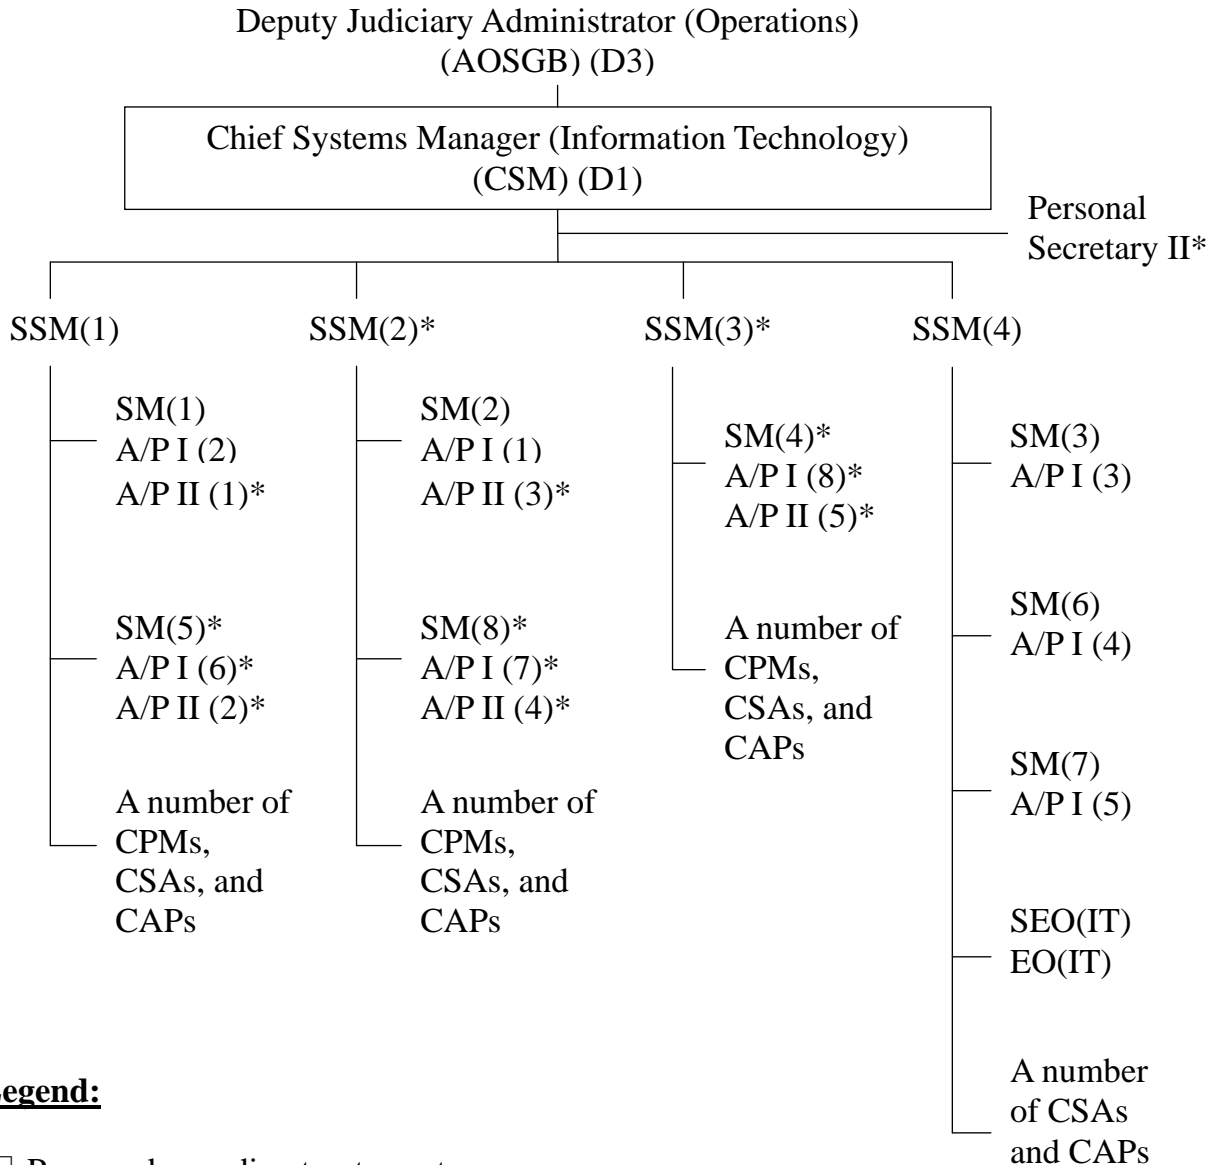 Deputy Judiciary Administrator (Operations)
(AOSGB) (D3)
Chief Systems Manager (Information Technology)
(CSM) (D1)
Personal
Secretary II*
SSM(1)
SSM(2)*
SSM(3)*
SSM(4)
SM(1)
A/P I (2)
A/P II (1)*
SM(5)*
A/P I (6)*
A/P II (2)*
A number of
CPMs,
CSAs, and
CAPs
SM(2)
A/P I (1)
A/P II (3)*
SM(8)*
A/P I (7)*
A/P II (4)*
A number of
CPMs,
CSAs, and
CAPs
SM(4)*
A/P I (8)*
A/P II (5)*
A number of
CPMs,
CSAs, and
CAPs
SM(3)
A/P I (3)
SM(6)
A/P I (4)
SM(7)
A/P I (5)
SEO(IT)
EO(IT)
A number
of CSAs
and CAPs
Legend: